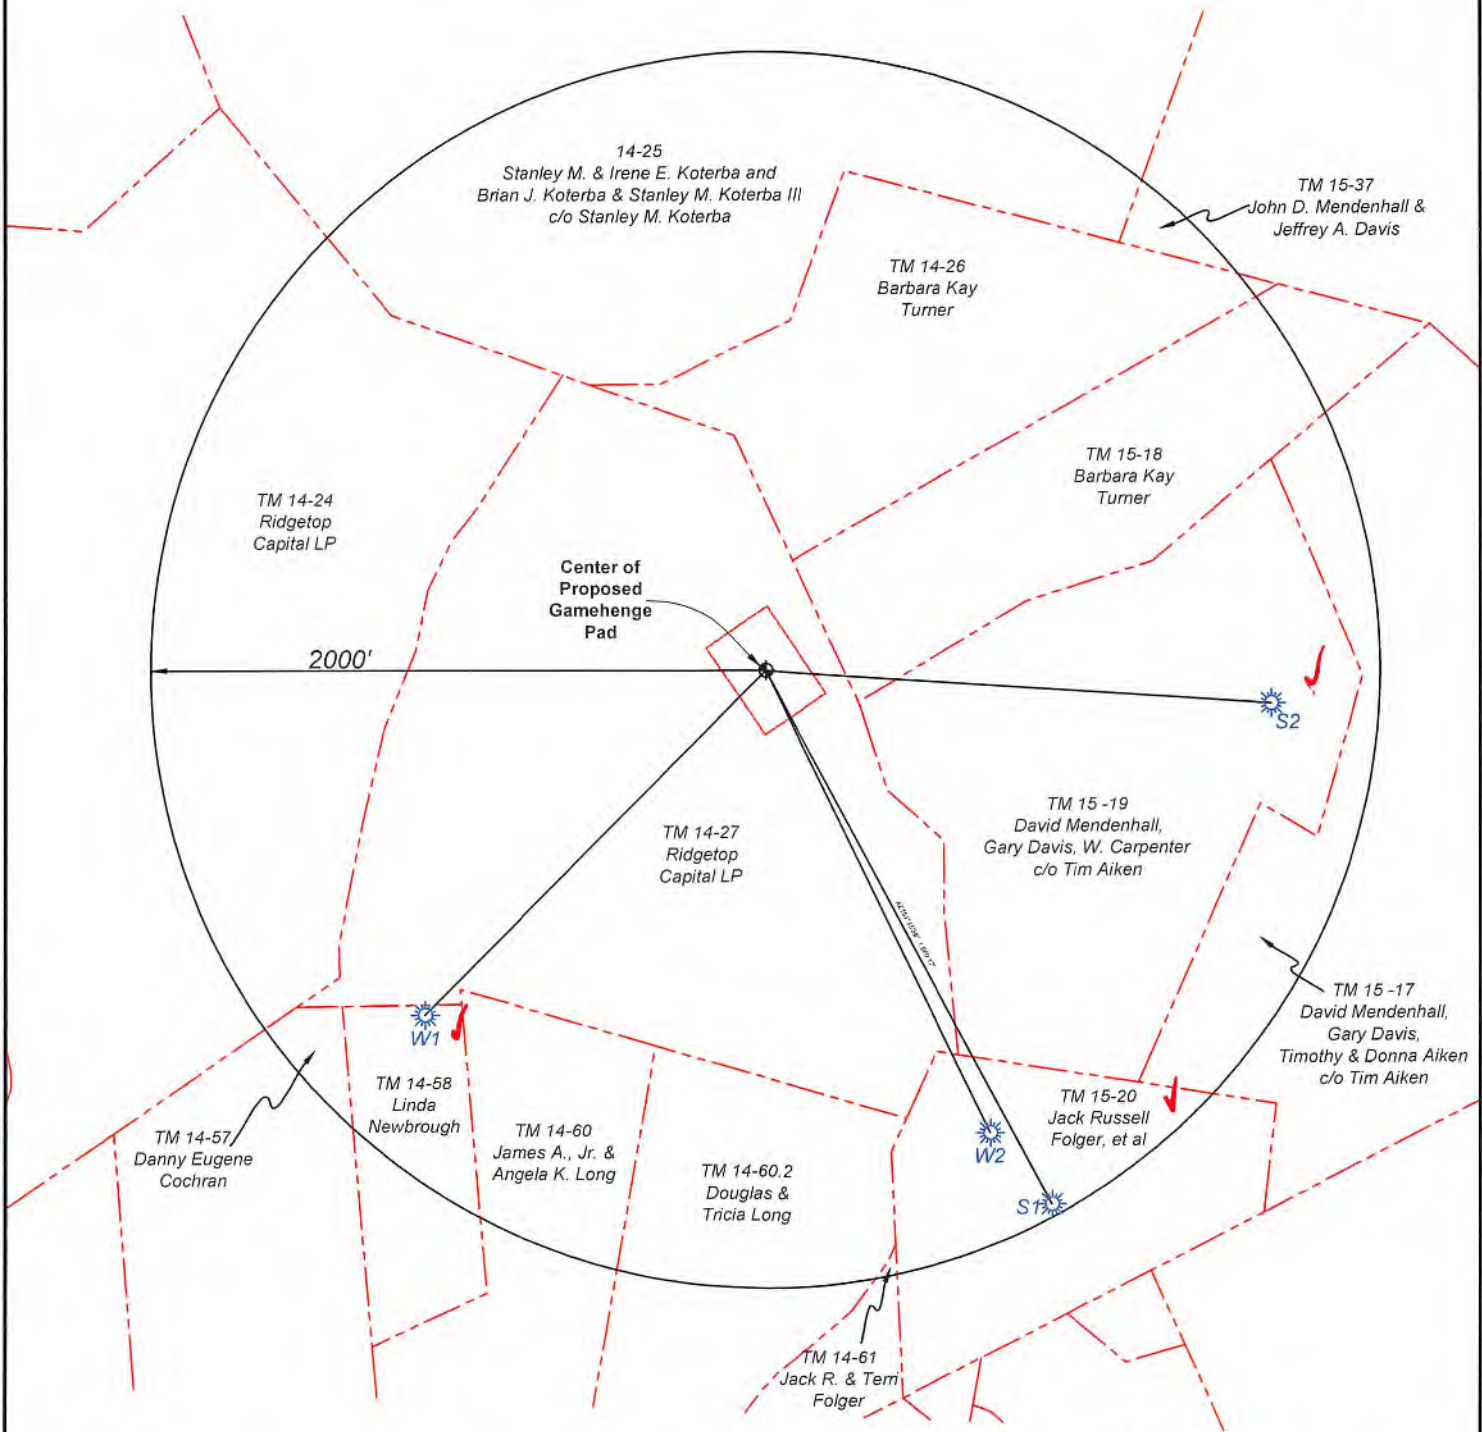 14-25
Stanley M. & Irene E. Koterba and
Brian J. Koterba & Stanley M. Koterba III
c/o Stanley M. Koterba
TM 15-37
John D. Mendenhall &
Jeffrey A. Davis
TM 14-26
Barbara Kay
Turner
TM 15-18
Barbara Kay
Turner
TM 14-24
Ridgetop
Capital LP
Center of
Proposed
Gamehenge
Pad
2000'
S2
TM 15 -19
David Mendenhall,
Gary Davis, W. Carpenter
c/o Tim Aiken
TM 14-27
Ridgetop
Capital LP
TM 15 -17
David Mendenhall,
Gary Davis,
Timothy & Donna Aiken
c/o Tim Aiken
W1
TM 14-58
Linda
Newbrough
TM 15-20
Jack Russell
Folger, et al
TM 14-57
Danny Eugene
Cochran
TM 14-60
James A., Jr. &
Angela K. Long
W2
TM 14-60.2
Douglas &
Tricia Long
S1
TM 14-61
Jack R. & Terri
Folger